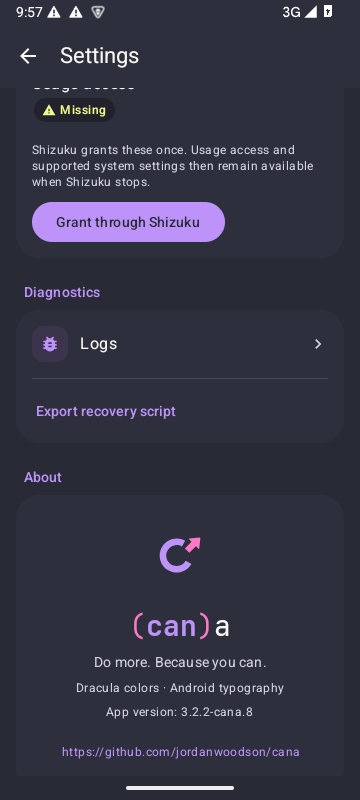 9:57
3G
Settings
Missing
Shizuku grants these once. Usage access and
supported system settings then remain available
when Shizuku stops.
Grant through Shizuku
Diagnostics
Logs
Export recovery script
About
(can)a
Do more. Because you can.
Dracula colors · Android typography
App version: 3.2.2-cana.8
https://github.com/jordanwoodson/cana